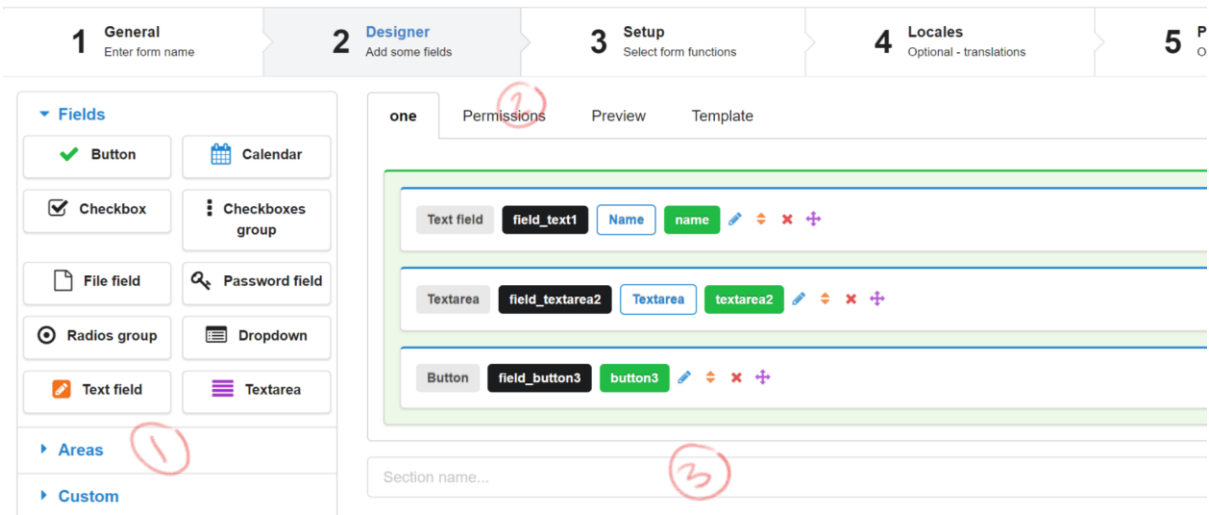 1 General
Enter form name
2 Designer
Add some fields
3 Setup
Select form functions
4 Locales
Optional - translations
5 P
O
Fields
Button
Calendar
Checkbox
Checkboxes
group
File field
Password field
Radios group
Dropdown
Text field
Textarea
Areas
Custom
1
one
Permissions
Preview
Template
2
Text field field_text1 Name name
Textarea field_textarea2 Textarea textarea2
Button field_button3 button3
Section name...
3